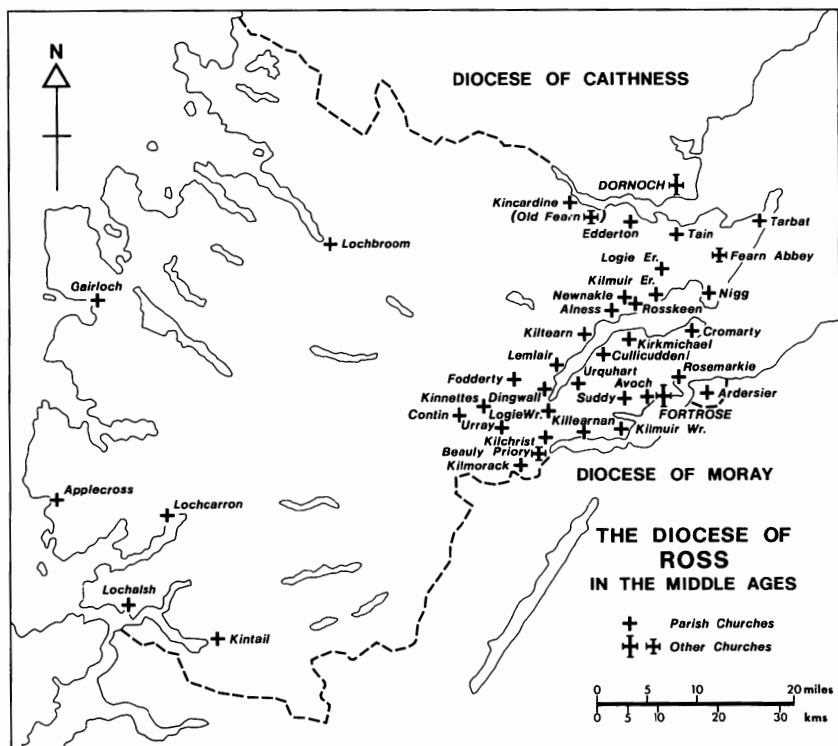 N
DIOCESE OF CAITHNESS
DORNOCH
Kincardine
(Old Fearn )
Edderton
Tain
Tarbat
Logie Er.
Fearn Abbey
Lochbroom
Kilmuir Er.
Gairloch
Newnakle
Nigg
Alness
Rosskeen
Cromarty
Kiltearn
Kirkmichael
Cullicudden
Lemlair
Rosemarkie
Urquhart
Fodderty
Avoch
Dingwall
Suddy
Ardersier
Kinnettes
LogieWr.
FORTROSE
Contin
Killearnan
Urray
Kilmuir Wr.
Kilchrist
Beauly Priory
Kilmorack
DIOCESE OF MORAY
Applecross
Lochcarron
THE DIOCESE OF
ROSS
IN THE MIDDLE AGES
Lochalsh
Parish Churches
Kintail
Other Churches
0 5 10 20 miles
0 5 10 20 30 kms